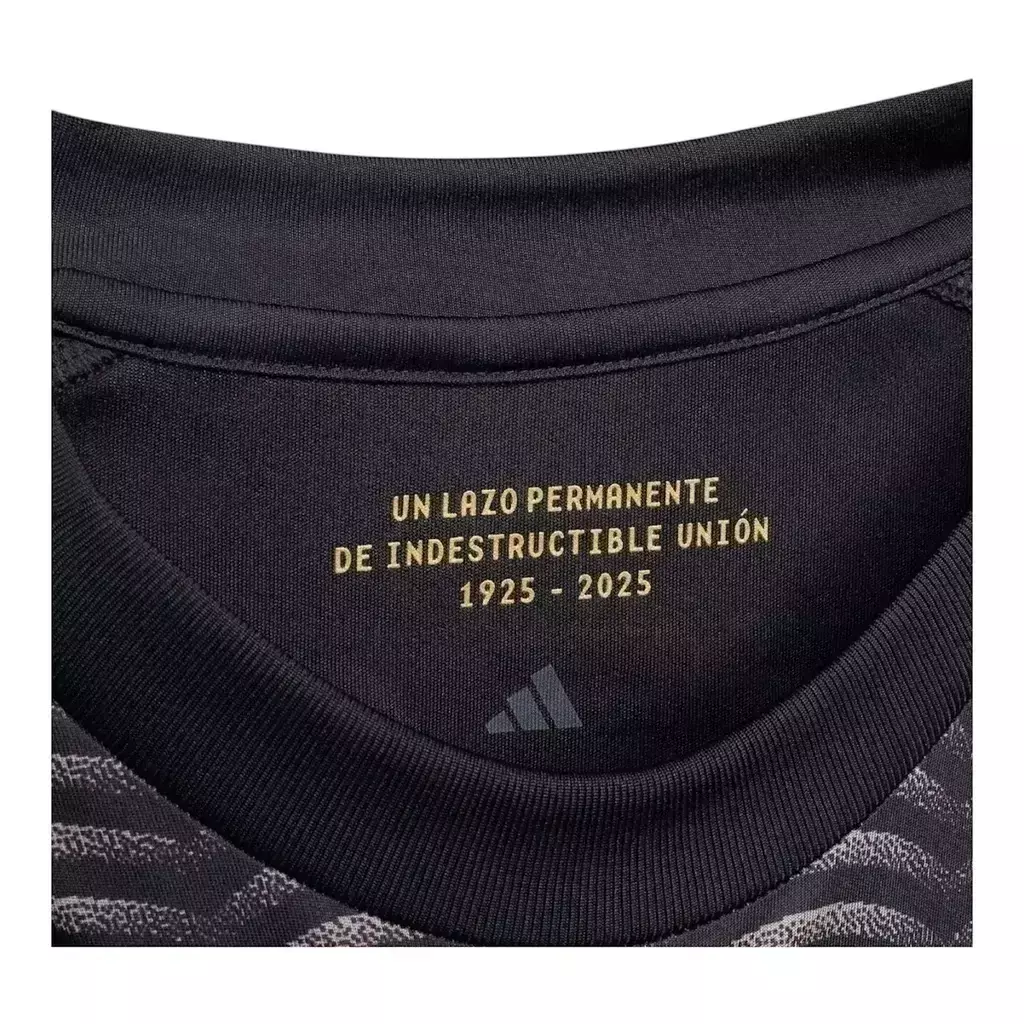 UN LAZO PERMANENTE
DE INDESTRUCTIBLE UNIÓN
1925 - 2025